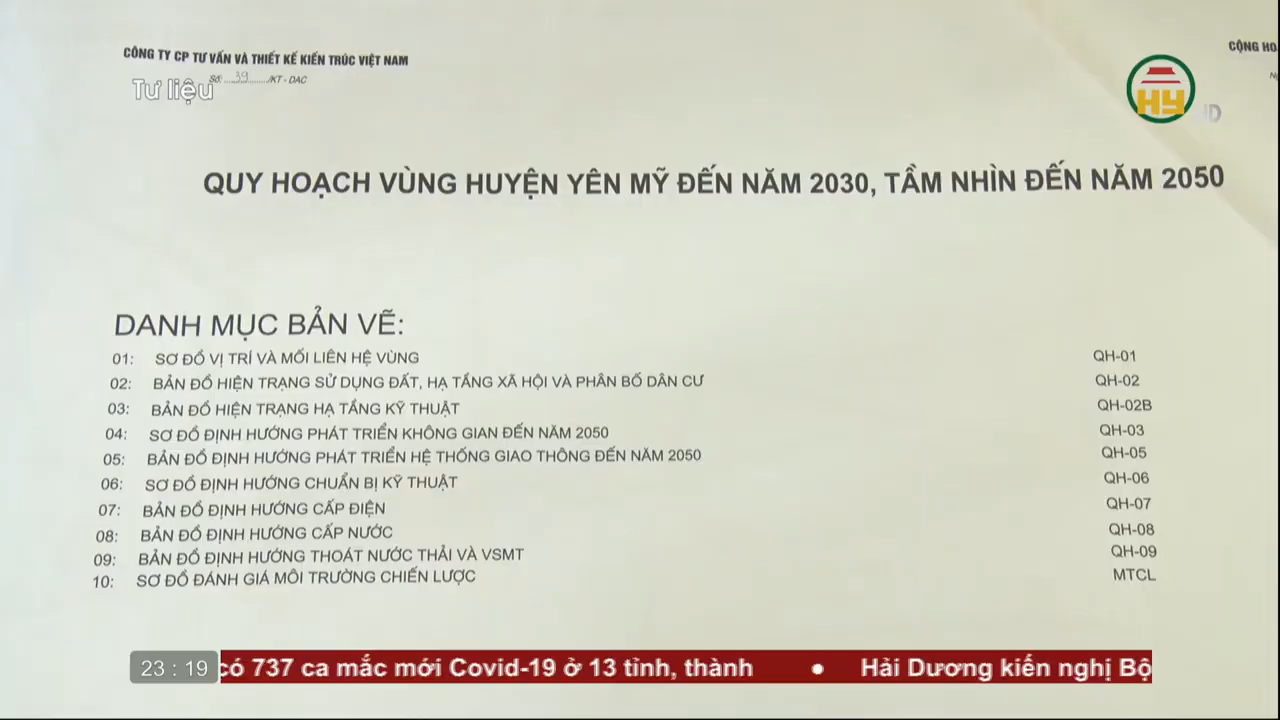 CÔNG TY CP TƯ VẤN VÀ THIẾT KẾ KIẾN TRÚC VIỆT NAM
CỘNG HO
Số: 39 /KT - DAC
Tư liệu
HY
HD
QUY HOẠCH VÙNG HUYỆN YÊN MỸ ĐẾN NĂM 2030, TẦM NHÌN ĐẾN NĂM 2050
DANH MỤC BẢN VẼ:
01: SƠ ĐỒ VỊ TRÍ VÀ MỐI LIÊN HỆ VÙNG QH-01
02: BẢN ĐỒ HIỆN TRẠNG SỬ DỤNG ĐẤT, HẠ TẦNG XÃ HỘI VÀ PHÂN BỐ DÂN CƯ QH-02
03: BẢN ĐỒ HIỆN TRẠNG HẠ TẦNG KỸ THUẬT QH-02B
04: SƠ ĐỒ ĐỊNH HƯỚNG PHÁT TRIỂN KHÔNG GIAN ĐẾN NĂM 2050 QH-03
05: BẢN ĐỒ ĐỊNH HƯỚNG PHÁT TRIỂN HỆ THỐNG GIAO THÔNG ĐẾN NĂM 2050 QH-05
06: SƠ ĐỒ ĐỊNH HƯỚNG CHUẨN BỊ KỸ THUẬT QH-06
07: BẢN ĐỒ ĐỊNH HƯỚNG CẤP ĐIỆN QH-07
08: BẢN ĐỒ ĐỊNH HƯỚNG CẤP NƯỚC QH-08
09: BẢN ĐỒ ĐỊNH HƯỚNG THOÁT NƯỚC THẢI VÀ VSMT QH-09
10: SƠ ĐỒ ĐÁNH GIÁ MÔI TRƯỜNG CHIẾN LƯỢC MTCL
23 : 19 có 737 ca mắc mới Covid-19 ở 13 tỉnh, thành • Hải Dương kiến nghị Bộ